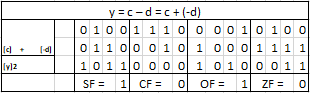 y = c – d = c + (-d)
0 1 0 0 1 1 1 0 0 0 0 1 0 1 0 0
(c) + (-d) 0 1 1 0 0 0 1 0 1 0 0 0 1 1 1 1
(y)2 1 0 1 1 0 0 0 0 1 0 1 0 0 0 1 1
SF = 1 CF = 0 OF = 1 ZF = 0